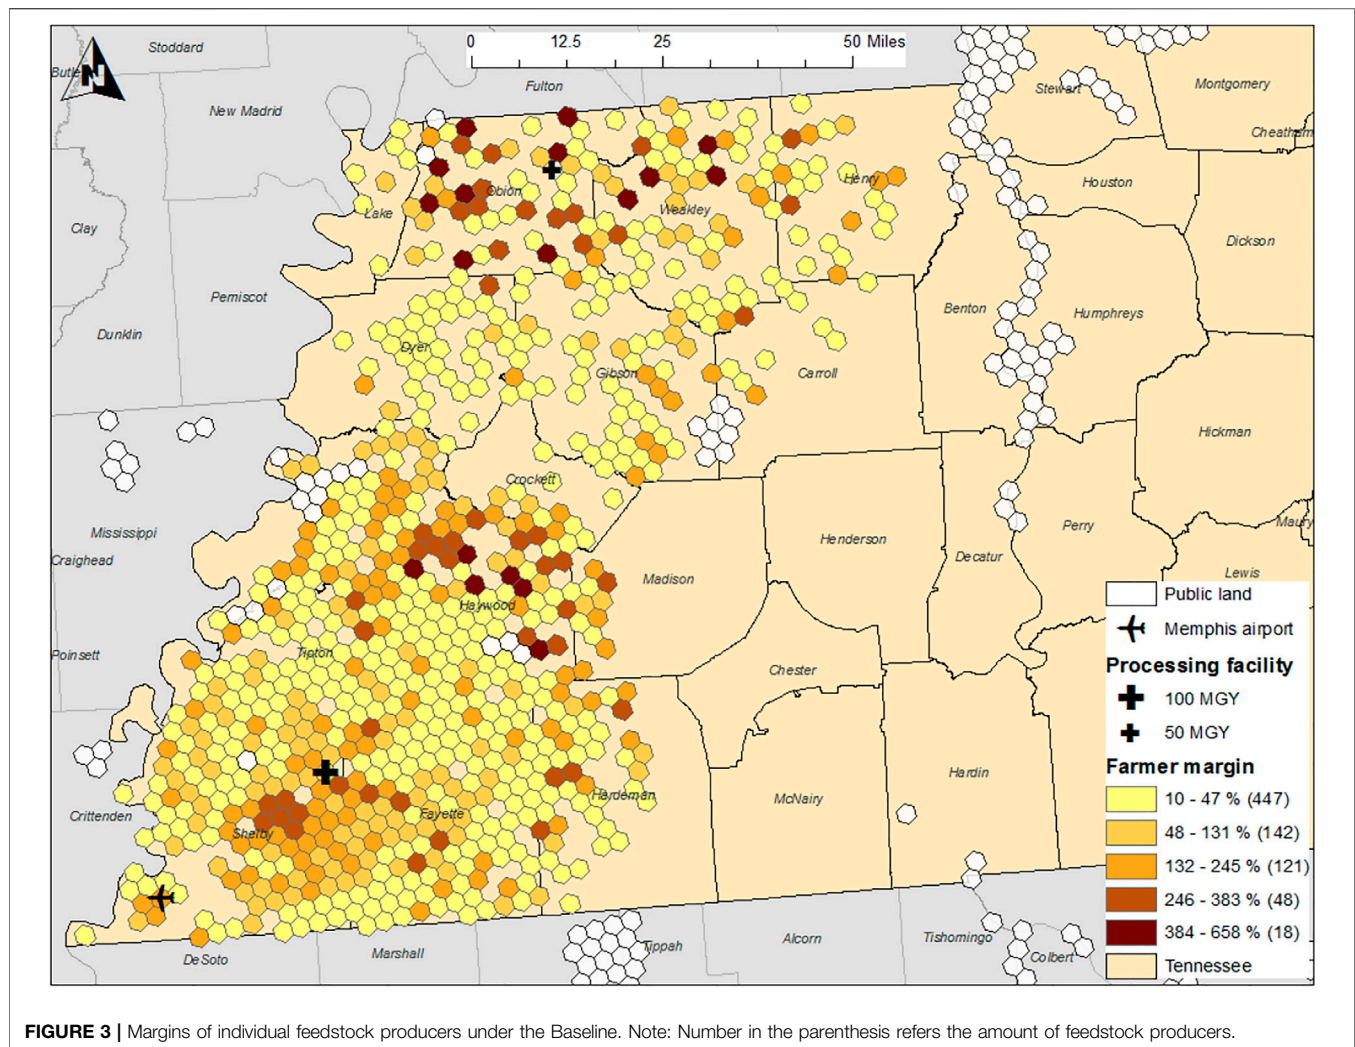 0 12.5 25 50 Miles
N
Stoddard
New Madrid
Fulton
Stewart
Montgomery
Houston
Henry
Obion
Weakley
Lake
Clay
Dickson
Pemiscot
Dunklin
Benton
Humphreys
Dyer
Gibson
Carroll
Hickman
Crockett
Mississippi
Craighead
Henderson
Perry
Maury
Decatur
Madison
Lewis
Haywood
Poinsett
Tipton
Chester
Hardin
McNairy
Hardeman
Crittenden
Fayette
Shelby
DeSoto
Marshall
Tippah
Alcorn
Tishomingo
Colbert
Public land
Memphis airport
Processing facility
100 MGY
50 MGY
Farmer margin
10 - 47 % (447)
48 - 131 % (142)
132 - 245 % (121)
246 - 383 % (48)
384 - 658 % (18)
Tennessee
FIGURE 3 | Margins of individual feedstock producers under the Baseline. Note: Number in the parenthesis refers the amount of feedstock producers.